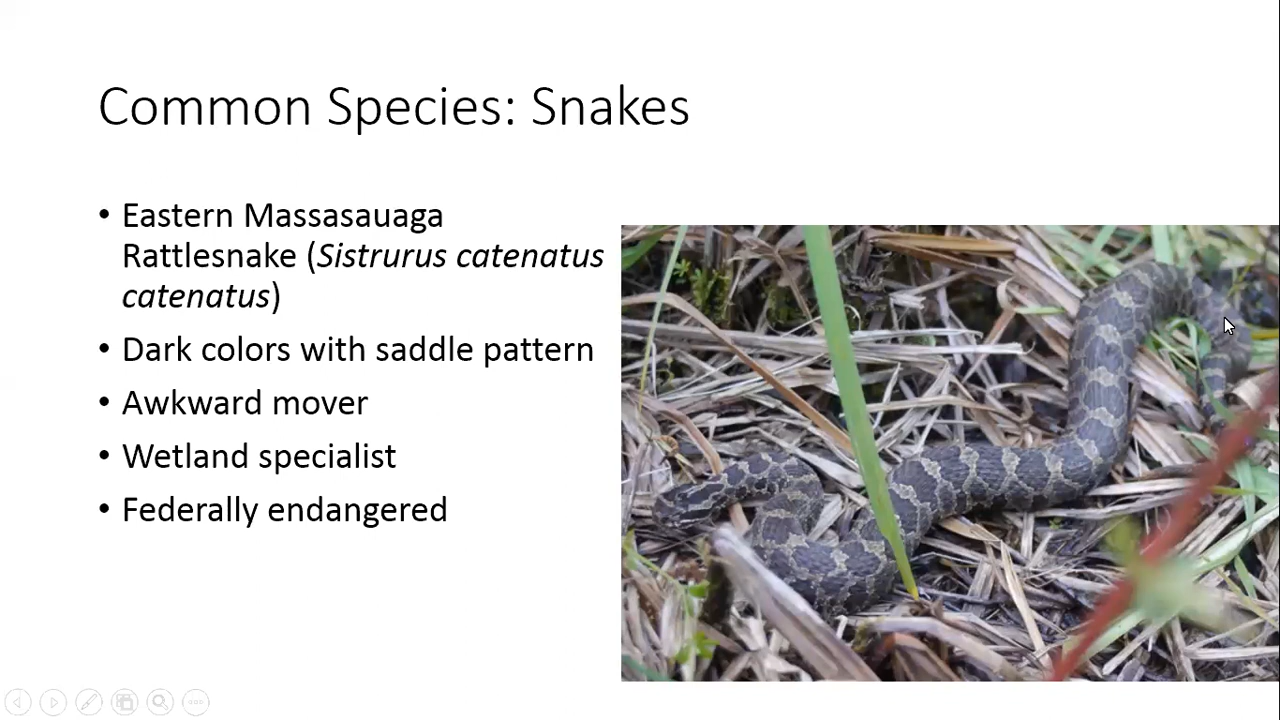 Common Species: Snakes
• Eastern Massasauaga
Rattlesnake (Sistrurus catenatus
catenatus)
• Dark colors with saddle pattern
• Awkward mover
• Wetland specialist
• Federally endangered